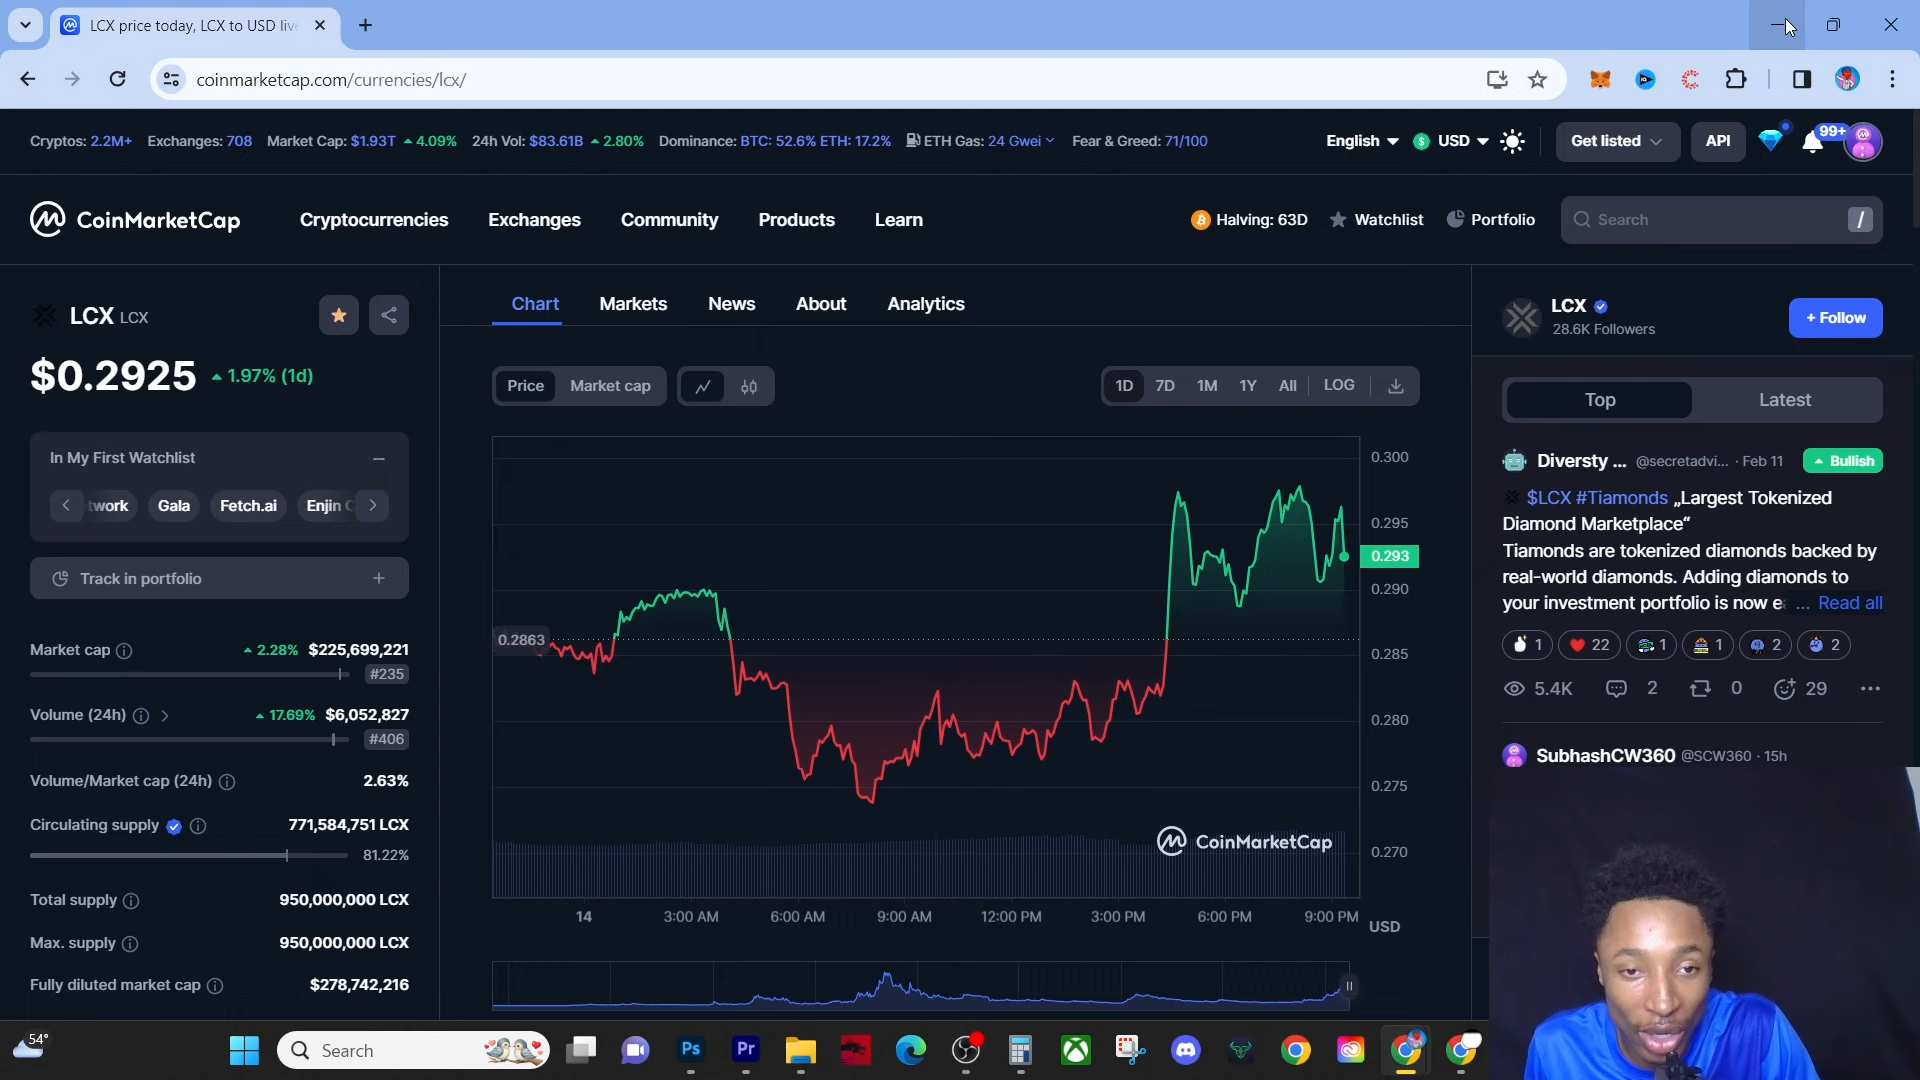 LCX price today, LCX to USD live
coinmarketcap.com/currencies/lcx/
Cryptos: 2.2M+ Exchanges: 708 Market Cap: $1.93T 4.09% 24h Vol: $83.61B 2.80% Dominance: BTC: 52.6% ETH: 17.2% ETH Gas: 24 Gwei Fear & Greed: 71/100
English USD Get listed API 99+
CoinMarketCap Cryptocurrencies Exchanges Community Products Learn
Halving: 63D Watchlist Portfolio Search /
LCX LCX
$0.2925 1.97% (1d)
In My First Watchlist
twork Gala Fetch.ai Enjin C
Track in portfolio +
Market cap 2.28% $225,699,221
#235
Volume (24h) 17.69% $6,052,827
#406
Volume/Market cap (24h) 2.63%
Circulating supply 771,584,751 LCX
81.22%
Total supply 950,000,000 LCX
Max. supply 950,000,000 LCX
Fully diluted market cap $278,742,216
Chart Markets News About Analytics
Price Market cap
1D 7D 1M 1Y All LOG
0.300
0.295
0.293
0.290
0.2863
0.285
0.280
0.275
0.270
CoinMarketCap
14 3:00 AM 6:00 AM 9:00 AM 12:00 PM 3:00 PM 6:00 PM 9:00 PM
USD
LCX
28.6K Followers
+ Follow
Top Latest
Diversty ... @secretadvi... · Feb 11 Bullish
$LCX #Tiamonds „Largest Tokenized
Diamond Marketplace“
Tiamonds are tokenized diamonds backed by
real-world diamonds. Adding diamonds to
your investment portfolio is now ea ... Read all
1 22 1 1 2 2
5.4K 2 0 29
SubhashCW360 @SCW360 · 15h
54°
Search
Ps Pr